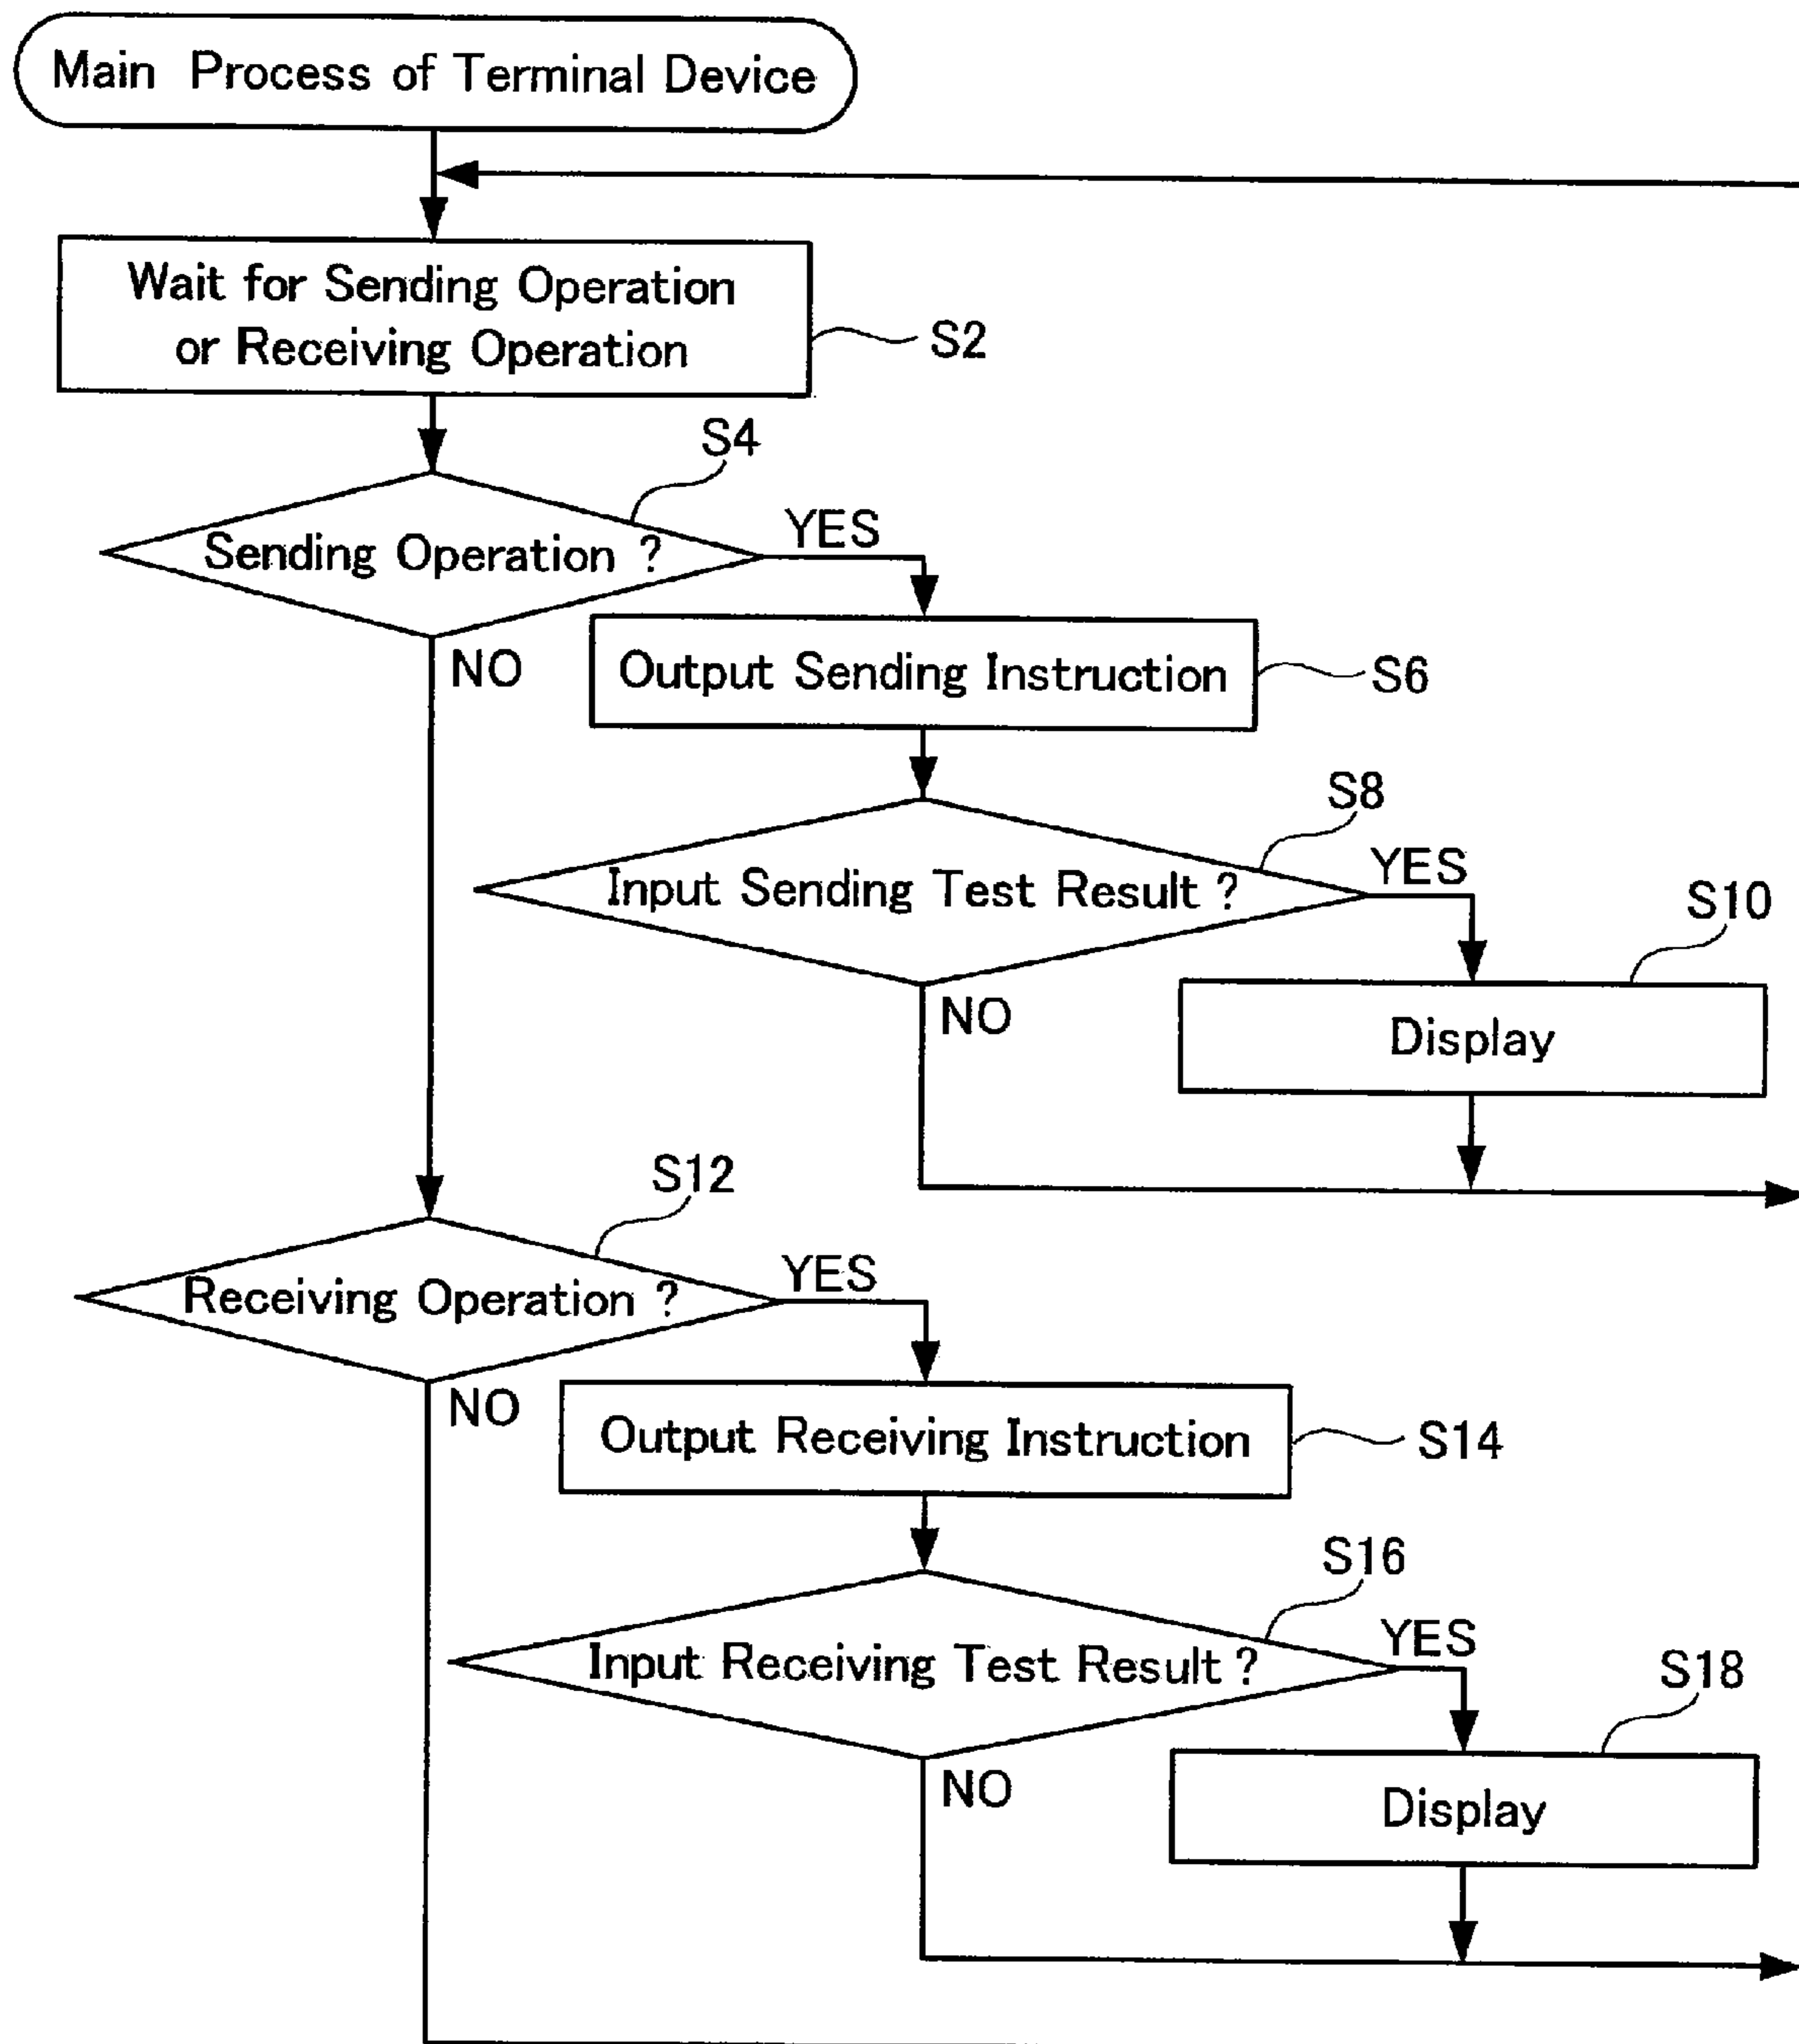 Main Process of Terminal Device
Wait for Sending Operation
or Receiving Operation
S2
S4
Sending Operation ?
YES
NO
Output Sending Instruction
S6
S8
Input Sending Test Result ?
YES
NO
S10
Display
S12
Receiving Operation ?
YES
NO
Output Receiving Instruction
S14
S16
Input Receiving Test Result ?
YES
NO
S18
Display